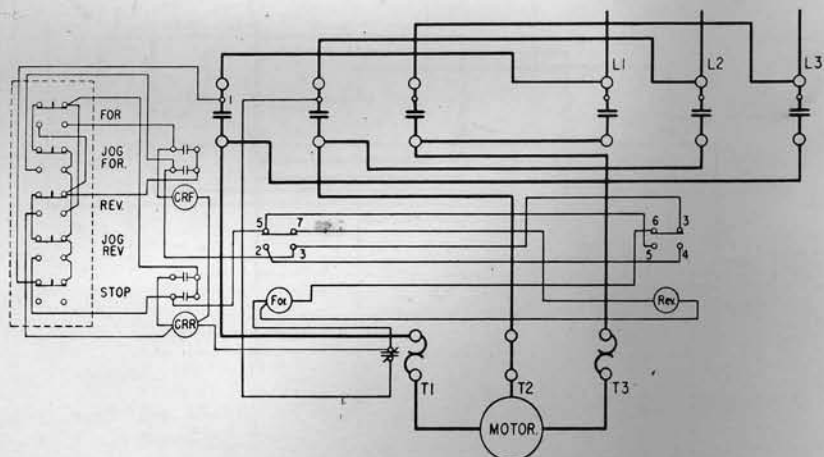 L1
L2
L3
1
FOR
JOG
FOR.
REV.
JOG
REV
STOP
CRF
CRR
5
7
2
3
6
3
5
4
For.
Rev.
T1
T2
T3
MOTOR.